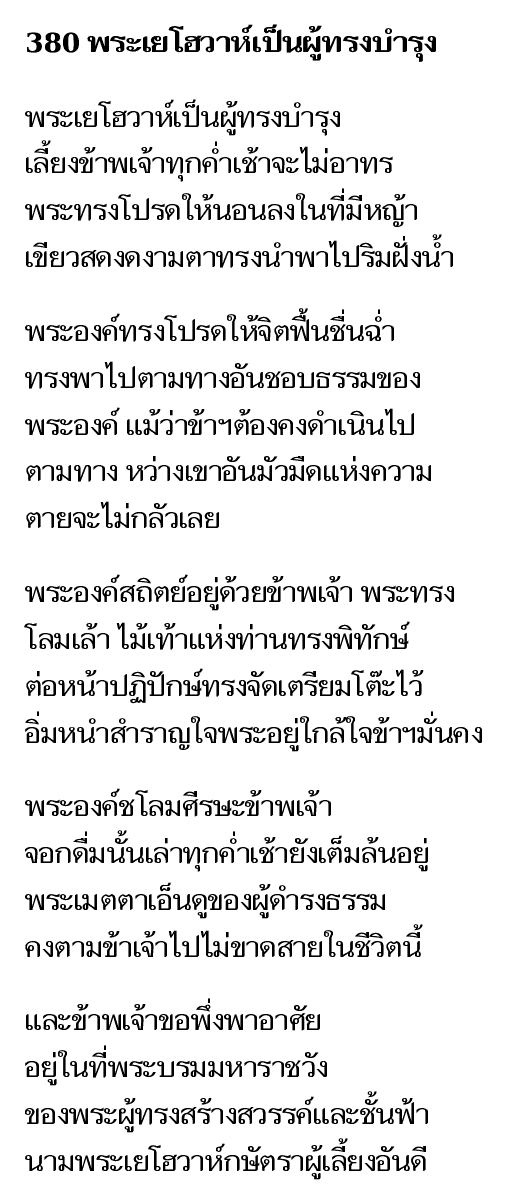 380 พระเยโฮวาห์เป็นผู้ทรงบำรุง
พระเยโฮวาห์เป็นผู้ทรงบำรุง
เลี้ยงข้าพเจ้าทุกค่ำเช้าจะไม่อาทร
พระทรงโปรดให้นอนลงในที่มีหญ้า
เขียวสดงดงามตาทรงนำพาไปริมฝั่งน้ำ
พระองค์ทรงโปรดให้จิตฟื้นชื่นฉ่ำ
ทรงพาไปตามทางอันชอบธรรมของ
พระองค์ แม้ว่าข้าฯต้องคงดำเนินไป
ตามทาง หว่างเขาอันมัวมืดแห่งความ
ตายจะไม่กลัวเลย
พระองค์สถิตย์อยู่ด้วยข้าพเจ้า พระทรง
โลมเล้า ไม้เท้าแห่งท่านทรงพิทักษ์
ต่อหน้าปฏิปักษ์ทรงจัดเตรียมโต๊ะไว้
อิ่มหนำสำราญใจพระอยู่ใกล้ใจข้าฯมั่นคง
พระองค์ชโลมศีรษะข้าพเจ้า
จอกดื่มนั้นเล่าทุกค่ำเช้ายังเต็มล้นอยู่
พระเมตตาเอ็นดูของผู้ดำรงธรรม
คงตามข้าเจ้าไปไม่ขาดสายในชีวิตนี้
และข้าพเจ้าขอพึ่งพาอาศัย
อยู่ในที่พระบรมมหาราชวัง
ของพระผู้ทรงสร้างสวรรค์และชั้นฟ้า
นามพระเยโฮวาห์กษัตราผู้เลี้ยงอันดี